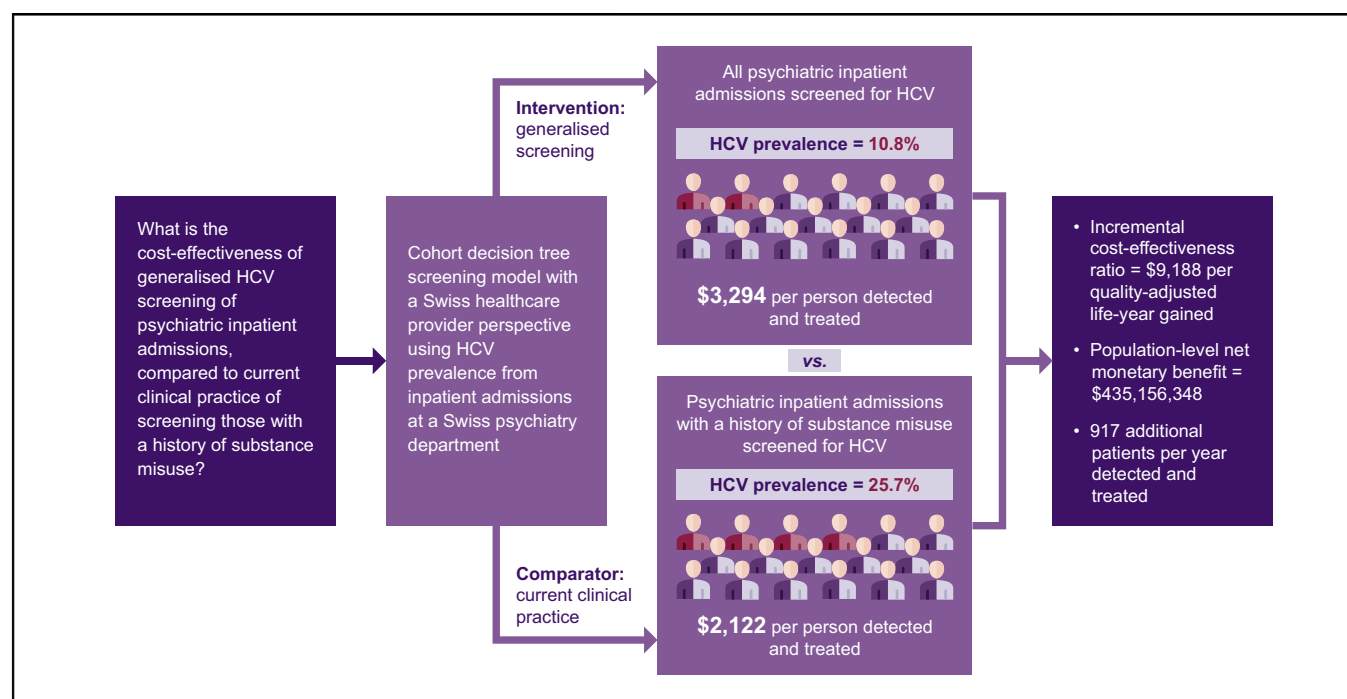 What is the
cost-effectiveness of
generalised HCV
screening of
psychiatric inpatient
admissions,
compared to current
clinical practice of
screening those with
a history of substance
misuse?
Cohort decision tree
screening model with
a Swiss healthcare
provider perspective
using HCV
prevalence from
inpatient admissions
at a Swiss psychiatry
department
Intervention:
generalised
screening
All psychiatric inpatient
admissions screened for HCV
HCV prevalence = 10.8%
$3,294 per person detected
and treated
vs.
Comparator:
current clinical
practice
Psychiatric inpatient admissions
with a history of substance misuse
screened for HCV
HCV prevalence = 25.7%
$2,122 per person detected
and treated
• Incremental
cost-effectiveness
ratio = $9,188 per
quality-adjusted
life-year gained
• Population-level net
monetary benefit =
$435,156,348
• 917 additional
patients per year
detected and
treated